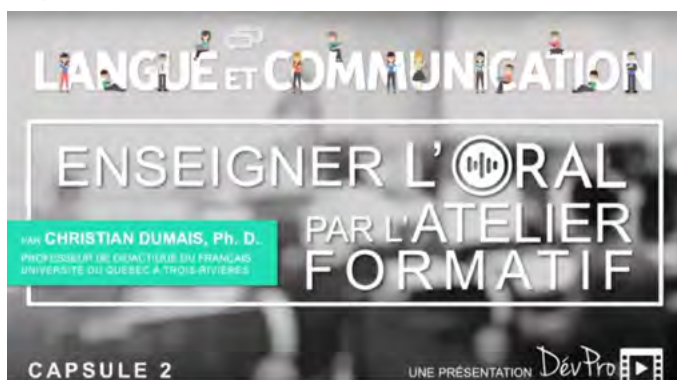 LANGUE ET COMMUNICATION
ENSEIGNER L'ORAL
PAR L'ATELIER
FORMATIF
PAR CHRISTIAN DUMAIS, Ph. D.
PROFESSEUR DE DIDACTIQUE DU FRANÇAIS
UNIVERSITÉ DU QUÉBEC À TROIS-RIVIÈRES
CAPSULE 2
UNE PRÉSENTATION DévPro